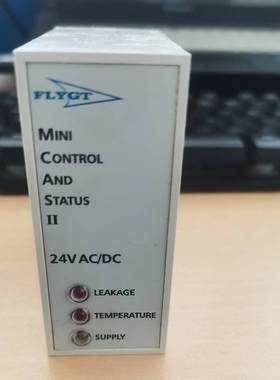 FLYGT
MINI
CONTROL
AND
STATUS
II
24V AC/DC
LEAKAGE
TEMPERATURE
SUPPLY